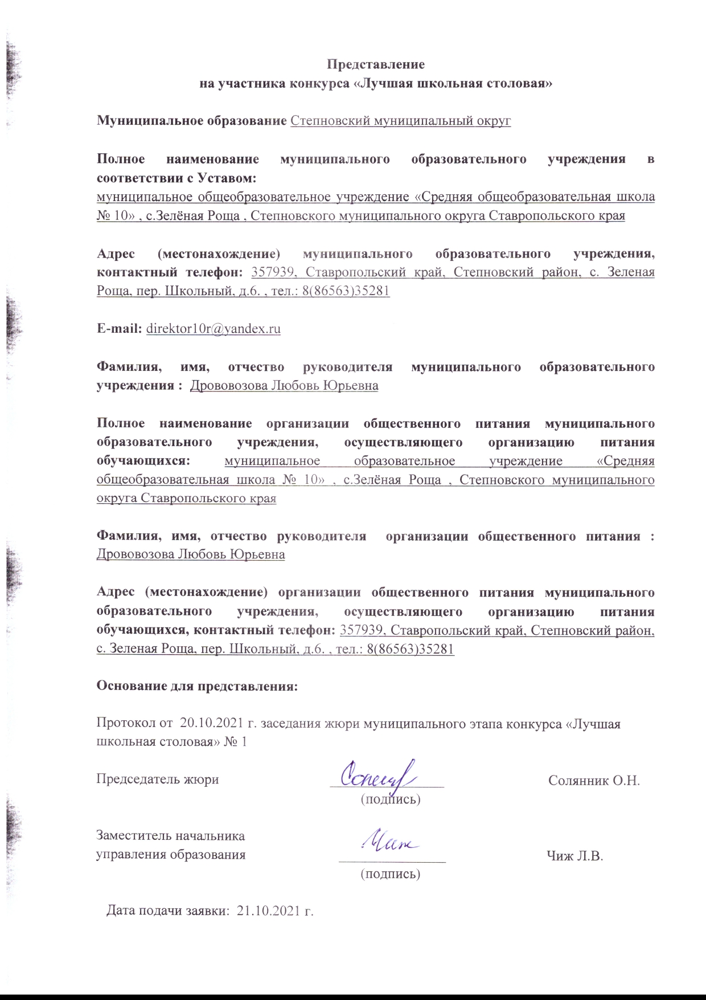 Представление
на участника конкурса «Лучшая школьная столовая»
Муниципальное образование Степновский муниципальный округ
Полное наименование муниципального образовательного учреждения в
соответствии с Уставом:
муниципальное общеобразовательное учреждение «Средняя общеобразовательная школа
№ 10» , с.Зелёная Роща , Степновского муниципального округа Ставропольского края
Адрес (местонахождение) муниципального образовательного учреждения,
контактный телефон: 357939, Ставропольский край, Степновский район, с. Зеленая
Роща, пер. Школьный, д.6. , тел.: 8(86563)35281
E-mail: direktor10r@yandex.ru
Фамилия, имя, отчество руководителя муниципального образовательного
учреждения : Дрововозова Любовь Юрьевна
Полное наименование организации общественного питания муниципального
образовательного учреждения, осуществляющего организацию питания
обучающихся: муниципальное образовательное учреждение «Средняя
общеобразовательная школа № 10» , с.Зелёная Роща , Степновского муниципального
округа Ставропольского края
Фамилия, имя, отчество руководителя организации общественного питания :
Дрововозова Любовь Юрьевна
Адрес (местонахождение) организации общественного питания муниципального
образовательного учреждения, осуществляющего организацию питания
обучающихся, контактный телефон: 357939, Ставропольский край, Степновский район,
с. Зеленая Роща, пер. Школьный, д.6. , тел.: 8(86563)35281
Основание для представления:
Протокол от 20.10.2021 г. заседания жюри муниципального этапа конкурса «Лучшая
школьная столовая» № 1
Председатель жюри Солянник О.Н.
(подпись)
Заместитель начальника
управления образования Чиж Л.В.
(подпись)
Дата подачи заявки: 21.10.2021 г.